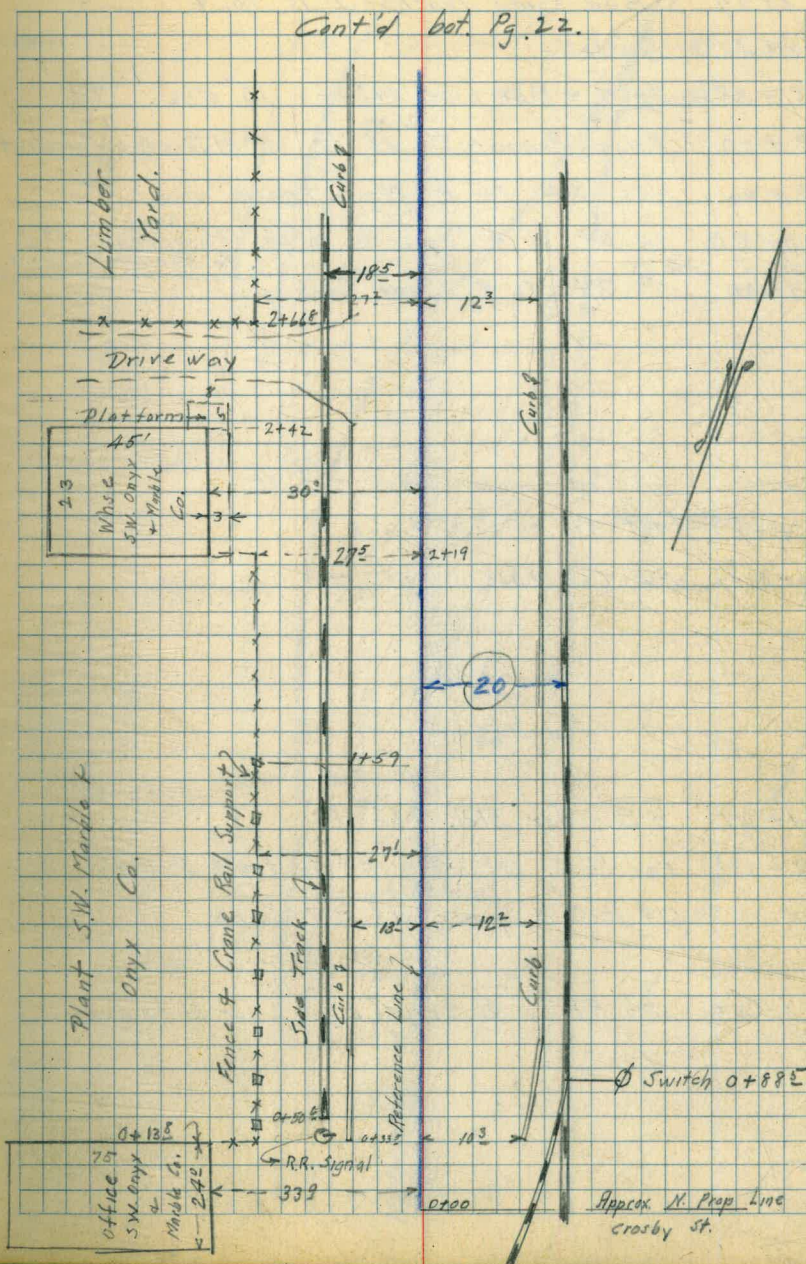 Cont'd bot. Pg. 22.
Lumber
Yard.
Curb
18 5
27 2
12 3
2+66 8
Drive way
8
Platform
5
45'
2+42
23
Whse
S.W. Onyx
& Marble
Co.
30 0
3
27 5
2+19
Curb
N
20
1+59
27 1
13 1
12 2
Plant S.W. Marble &
Onyx Co.
Fence & Crane Rail Support
Side Track
Curb
Reference Line
Curb
Switch 0+88 5
0+50
0+13 8
10 3
R.R. Signal
75
Office
S.W. Onyx
&
Marble Co.
24 0
33 9
0+00
Approx. N. Prop Line
Crosby St.